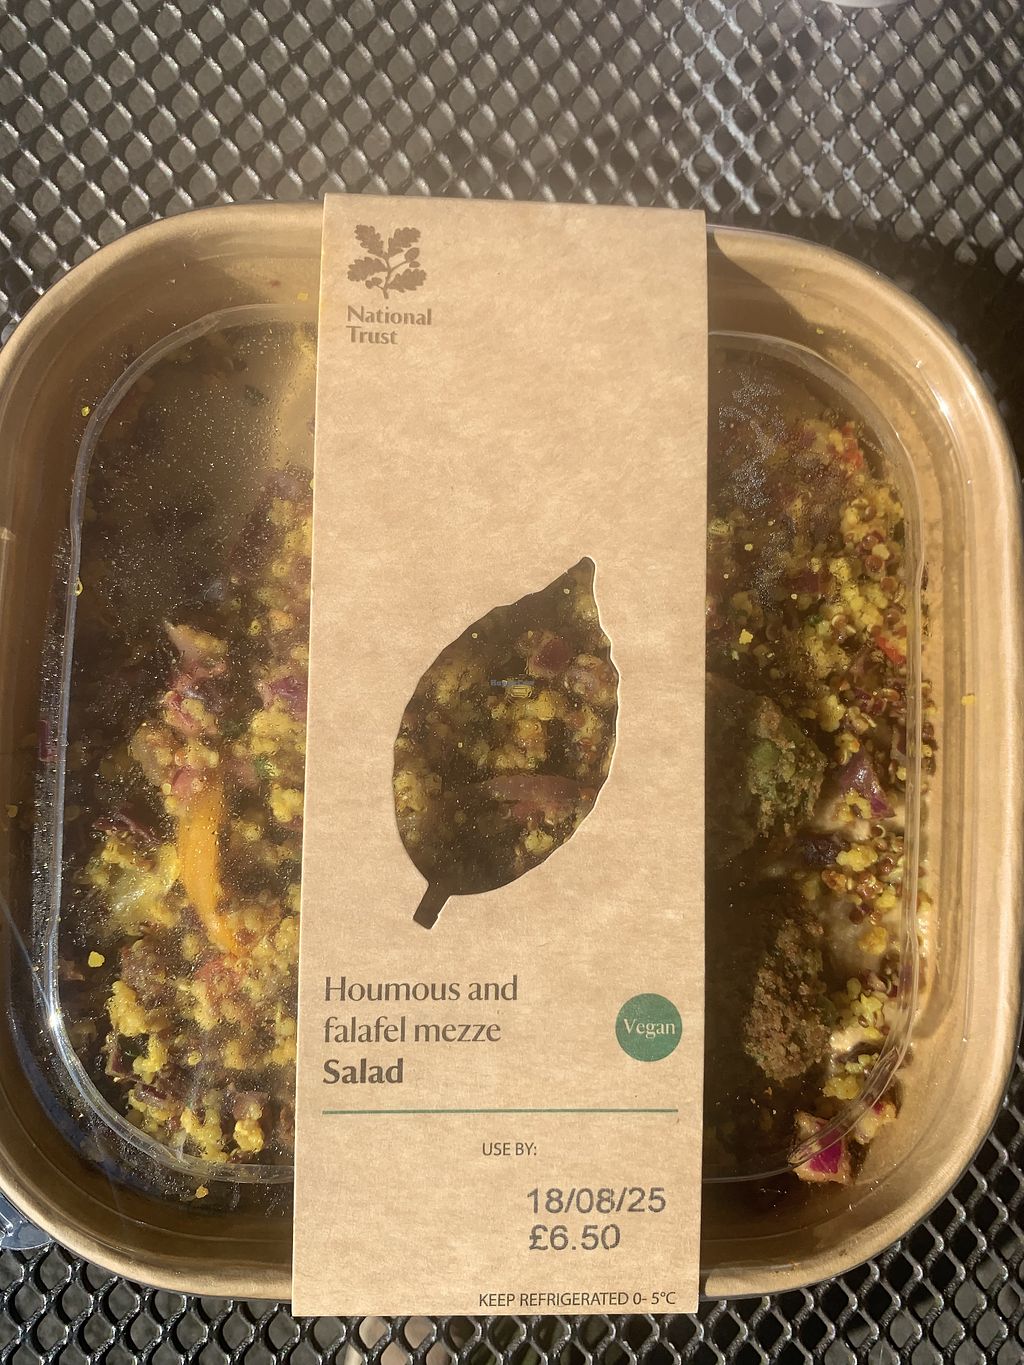 National
Trust
Houmous and
falafel mezze
Salad
Vegan
USE BY:
18/08/25
£6.50
KEEP REFRIGERATED 0- 5°C